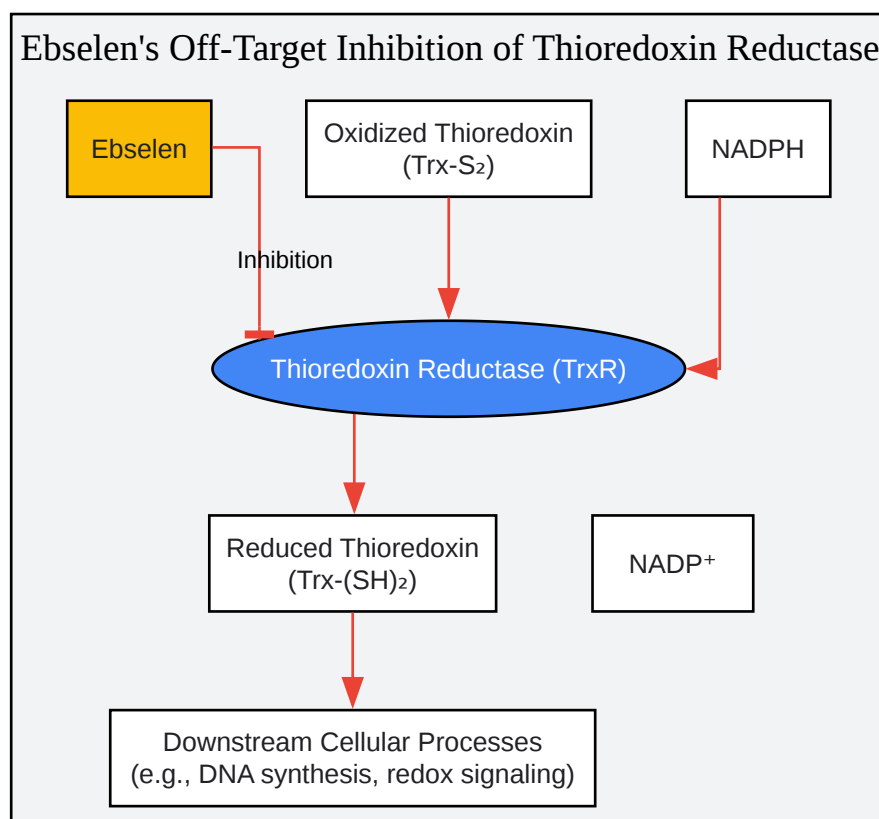 Ebselen's Off-Target Inhibition of Thioredoxin Reductase
Ebselen
Oxidized Thioredoxin
(Trx-S₂)
NADPH
Inhibition
Thioredoxin Reductase (TrxR)
Reduced Thioredoxin
(Trx-(SH)₂)
NADP⁺
Downstream Cellular Processes
(e.g., DNA synthesis, redox signaling)